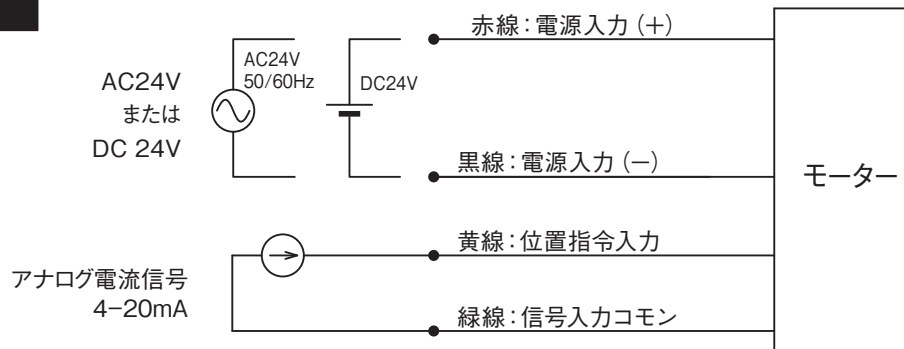 赤線:電源入力(+)
AC24V
50/60Hz
DC24V
AC24V
または
DC 24V
黒線:電源入力(−)
モーター
黄線:位置指令入力
アナログ電流信号
4−20mA
緑線:信号入力コモン